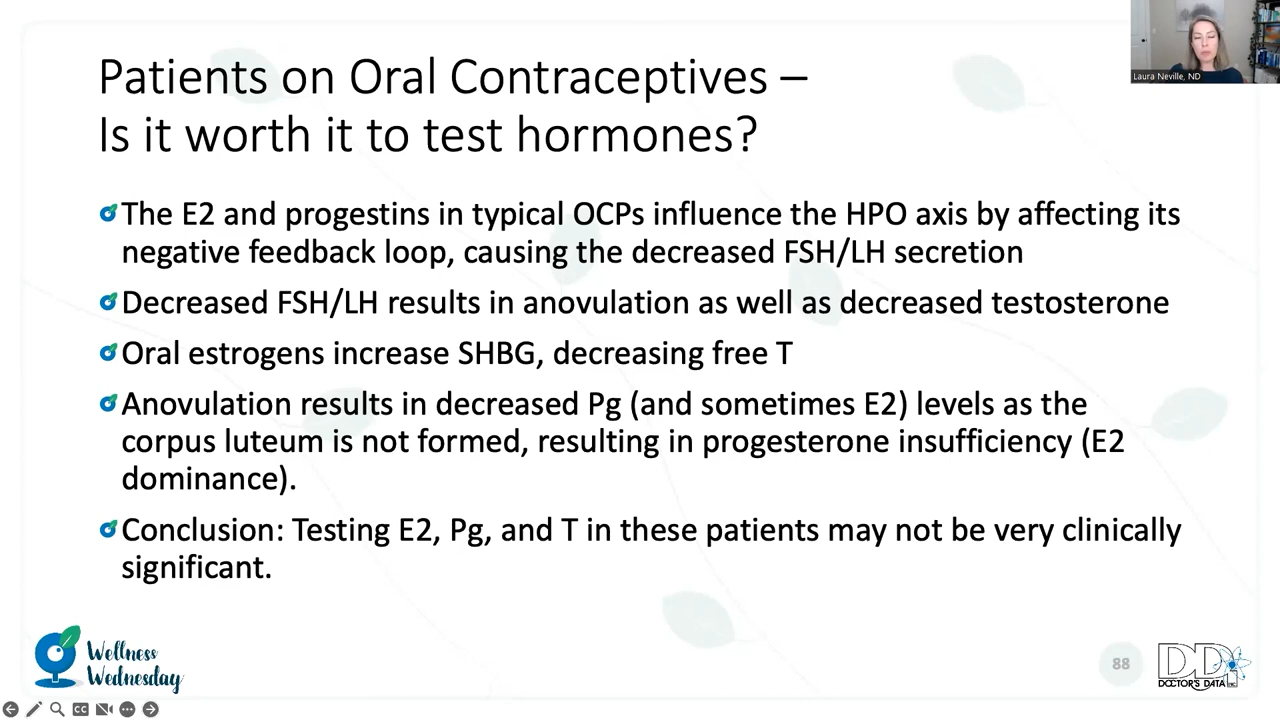 Laura Neville, ND
Patients on Oral Contraceptives –
Is it worth it to test hormones?
The E2 and progestins in typical OCPs influence the HPO axis by affecting its
negative feedback loop, causing the decreased FSH/LH secretion
Decreased FSH/LH results in anovulation as well as decreased testosterone
Oral estrogens increase SHBG, decreasing free T
Anovulation results in decreased Pg (and sometimes E2) levels as the
corpus luteum is not formed, resulting in progesterone insufficiency (E2
dominance).
Conclusion: Testing E2, Pg, and T in these patients may not be very clinically
significant.
Wellness
Wednesday
88
DDI
DOCTOR'S DATA INC
CC